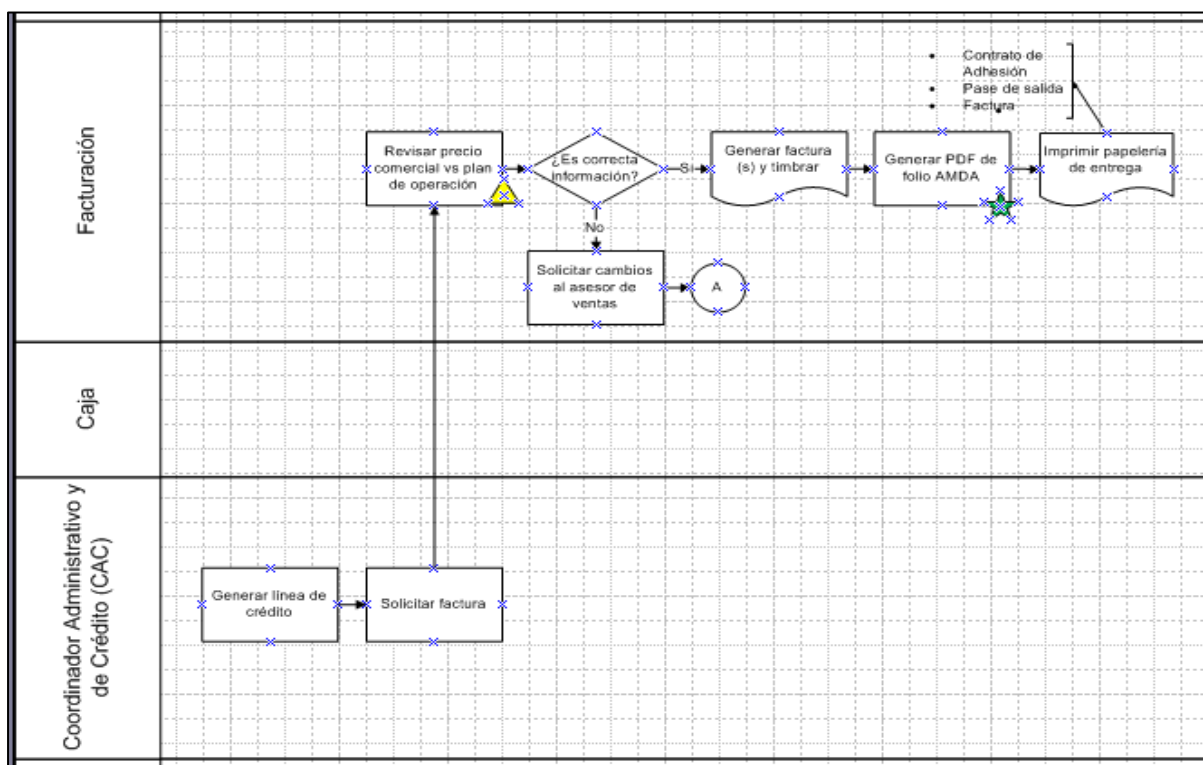 Facturación
Contrato de
Adhesión
Pase de salida
Factura
Revisar precio
comercial vs plan
de operación
¿Es correcta
información?
Si
Generar factura
(s) y timbrar
Generar PDF de
folio AMDA
Imprimir papelería
de entrega
No
Solicitar cambios
al asesor de
ventas
A
Caja
Coordinador Administrativo y
de Crédito (CAC)
Generar línea de
crédito
Solicitar factura